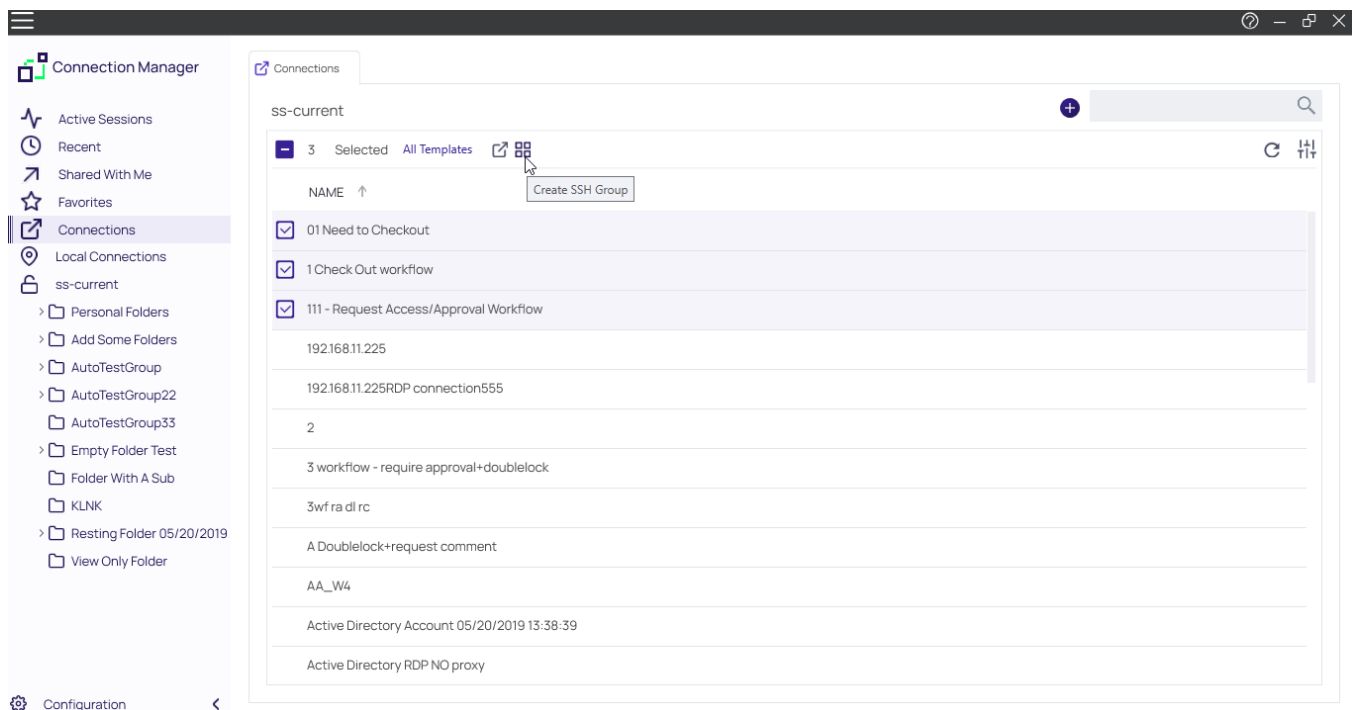 Connection Manager
Active Sessions
Recent
Shared With Me
Favorites
Connections
Local Connections
ss-current
Personal Folders
Add Some Folders
AutoTestGroup
AutoTestGroup22
AutoTestGroup33
Empty Folder Test
Folder With A Sub
KLNK
Resting Folder 05/20/2019
View Only Folder
Configuration
Connections
ss-current
3 Selected All Templates
Create SSH Group
NAME
01 Need to Checkout
1 Check Out workflow
111 - Request Access/Approval Workflow
192.168.11.225
192.168.11.225RDP connection555
2
3 workflow - require approval+doublelock
3wf ra dl rc
A Doublelock+request comment
AA_W4
Active Directory Account 05/20/2019 13:38:39
Active Directory RDP NO proxy